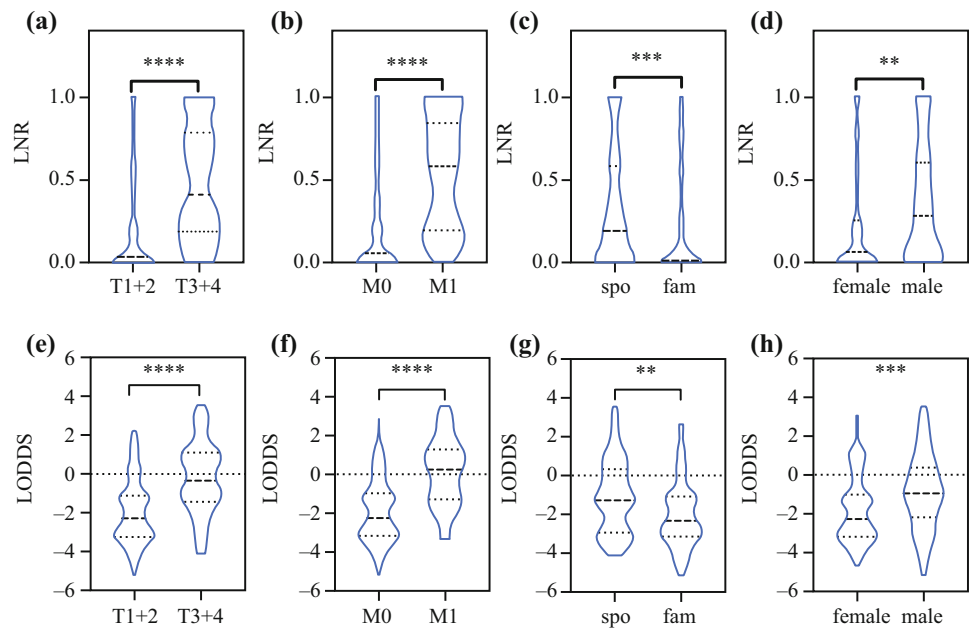 (a)
****
LNR
1.0
0.5
0.0
T1+2 T3+4
(b)
****
LNR
1.0
0.5
0.0
M0 M1
(c)
***
LNR
1.0
0.5
0.0
spo fam
(d)
**
LNR
1.0
0.5
0.0
female male
(e)
****
LODDS
6
4
2
0
–2
–4
–6
T1+2 T3+4
(f)
****
LODDS
6
4
2
0
–2
–4
–6
M0 M1
(g)
**
LODDS
6
4
2
0
–2
–4
–6
spo fam
(h)
***
LODDS
6
4
2
0
–2
–4
–6
female male